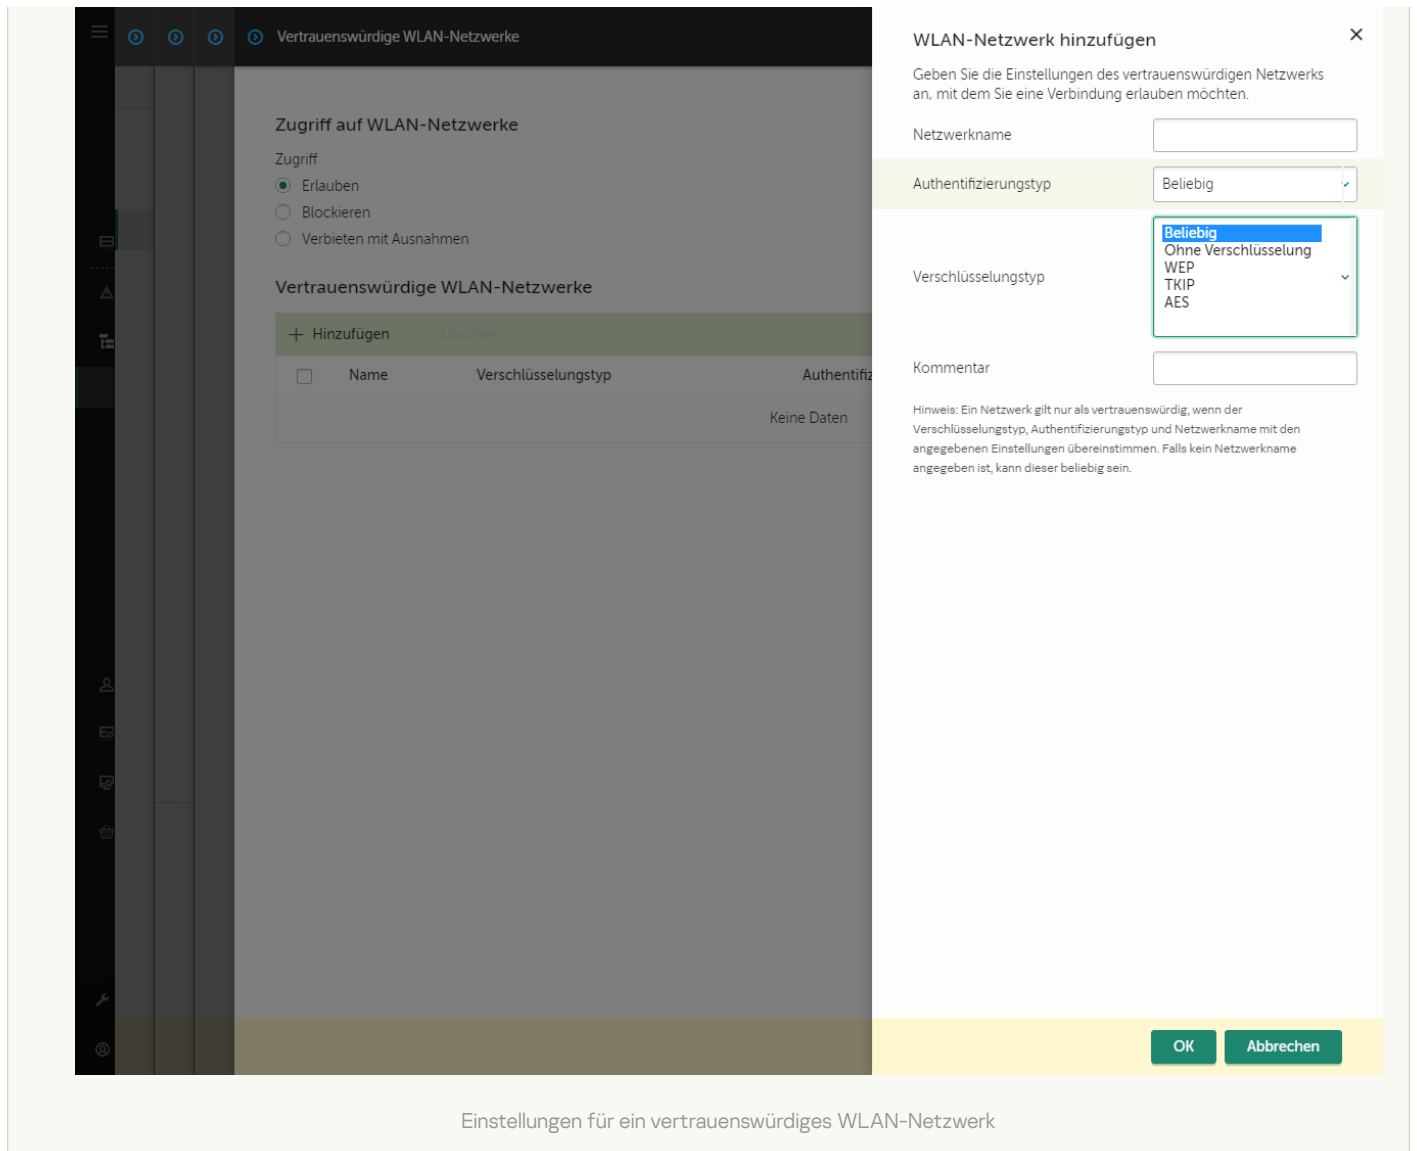 Vertrauenswürdige WLAN-Netzwerke
Zugriff auf WLAN-Netzwerke
Zugriff
Erlauben
Blockieren
Verbieten mit Ausnahmen
Vertrauenswürdige WLAN-Netzwerke
Hinzufügen Löschen
Name Verschlüsselungstyp Authentifiz
Keine Daten
WLAN-Netzwerk hinzufügen
Geben Sie die Einstellungen des vertrauenswürdigen Netzwerks
an, mit dem Sie eine Verbindung erlauben möchten.
Netzwerkname
Authentifizierungstyp Beliebig
Verschlüsselungstyp
Beliebig
Ohne Verschlüsselung
WEP
TKIP
AES
Kommentar
Hinweis: Ein Netzwerk gilt nur als vertrauenswürdig, wenn der
Verschlüsselungstyp, Authentifizierungstyp und Netzwerkname mit den
angegebenen Einstellungen übereinstimmen. Falls kein Netzwerkname
angegeben ist, kann dieser beliebig sein.
OK Abbrechen
Einstellungen für ein vertrauenswürdiges WLAN-Netzwerk